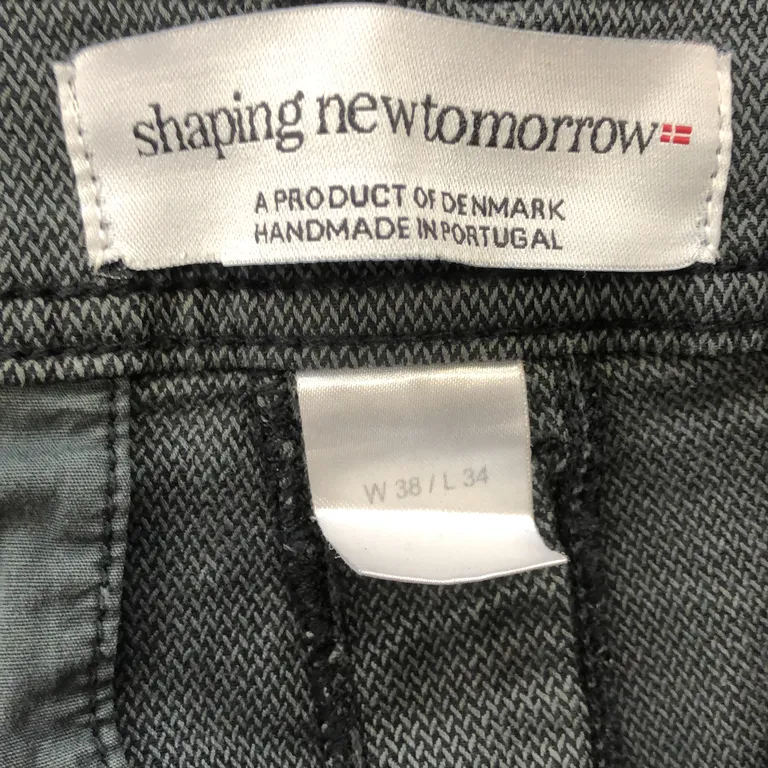 shaping newtomorrow
A PRODUCT OF DENMARK
HANDMADE IN PORTUGAL
W 38 / L 34